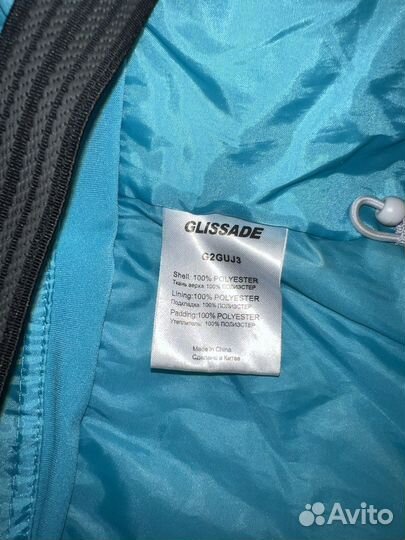 GLISSADE
G2GUJ3
Shell: 100% POLYESTER
Ткань верха: 100% ПОЛИЭСТЕР
Lining: 100% POLYESTER
Подкладка: 100% ПОЛИЭСТЕР
Padding:100% POLYESTER
Утеплитель: 100% ПОЛИЭСТЕР
Made in China
Сделано в Китае
Avito